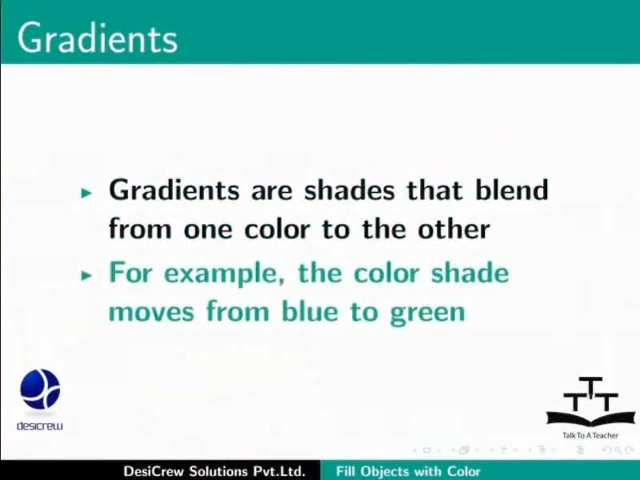 Gradients
Gradients are shades that blend
from one color to the other
For example, the color shade
moves from blue to green
desicrew
TTT
Talk To A Teacher
DesiCrew Solutions Pvt.Ltd. Fill Objects with Color